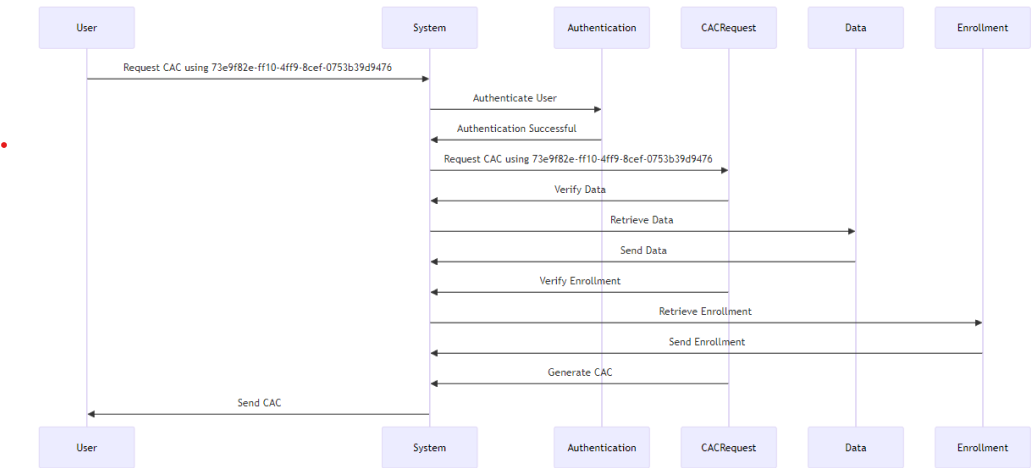 User System Authentication CACRequest Data Enrollment
Request CAC using 73e9f82e-ff10-4ff9-8cef-0753b39d9476
Authenticate User
Authentication Successful
Request CAC using 73e9f82e-ff10-4ff9-8cef-0753b39d9476
Verify Data
Retrieve Data
Send Data
Verify Enrollment
Retrieve Enrollment
Send Enrollment
Generate CAC
Send CAC
User System Authentication CACRequest Data Enrollment